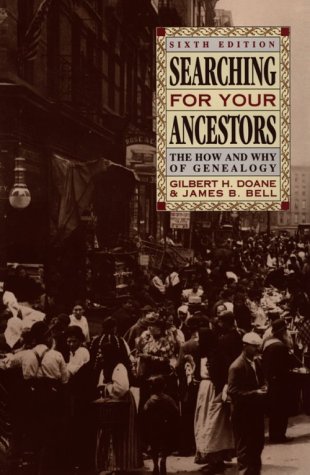 SIXTH EDITION
SEARCHING
FOR YOUR
ANCESTORS
THE HOW AND WHY
OF GENEALOGY
GILBERT H. DOANE
& JAMES B. BELL